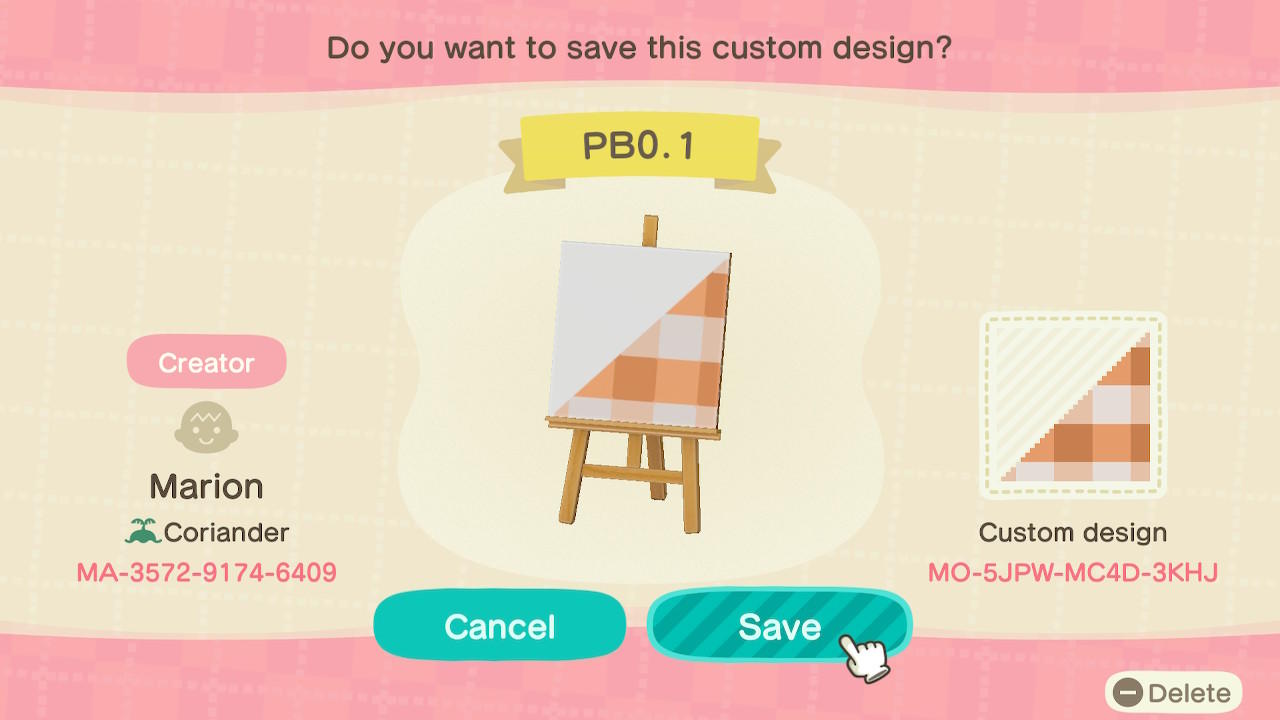 Do you want to save this custom design?
PB0.1
Creator
Marion
Coriander
MA-3572-9174-6409
Custom design
MO-5JPW-MC4D-3KHJ
Cancel
Save
Delete